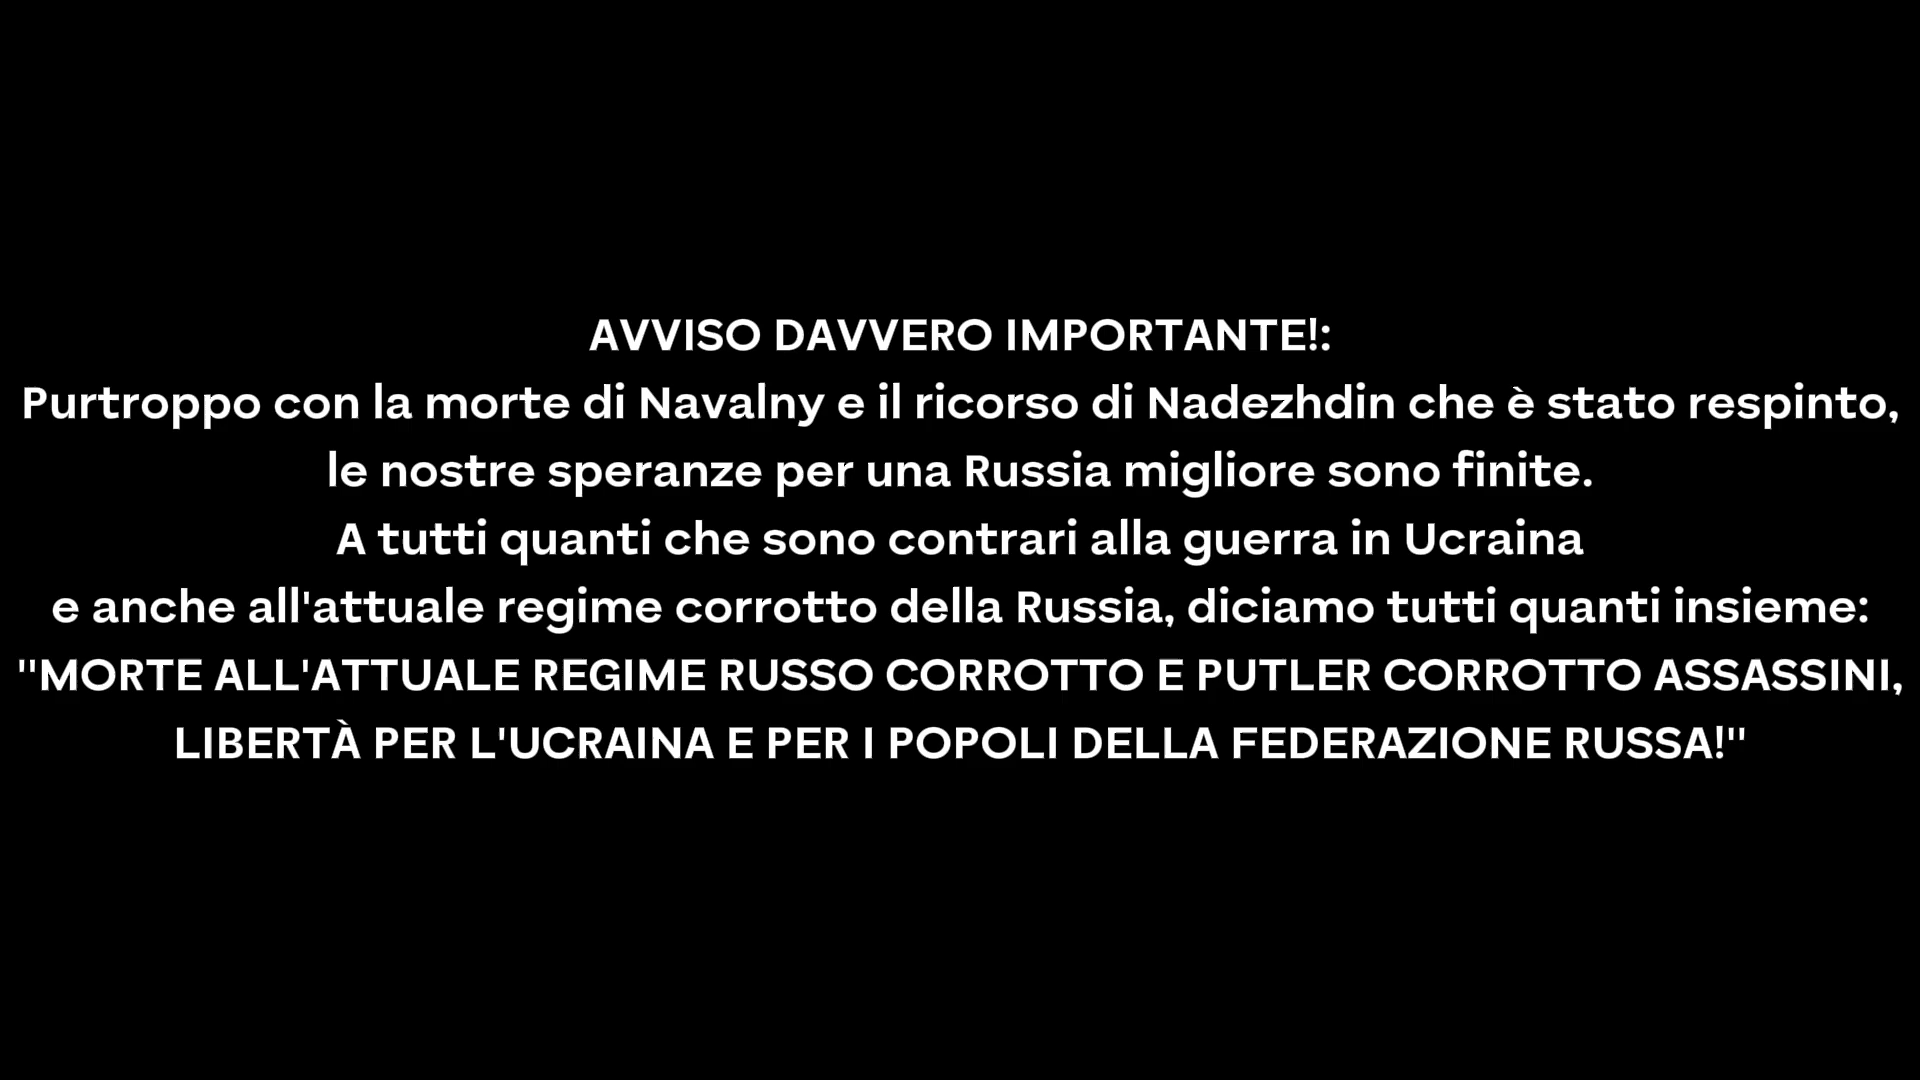 AVVISO DAVVERO IMPORTANTE!:
Purtroppo con la morte di Navalny e il ricorso di Nadezhdin che è stato respinto,
le nostre speranze per una Russia migliore sono finite.
A tutti quanti che sono contrari alla guerra in Ucraina
e anche all'attuale regime corrotto della Russia, diciamo tutti quanti insieme:
"MORTE ALL'ATTUALE REGIME RUSSO CORROTTO E PUTLER CORROTTO ASSASSINI,
LIBERTÀ PER L'UCRAINA E PER I POPOLI DELLA FEDERAZIONE RUSSA!"